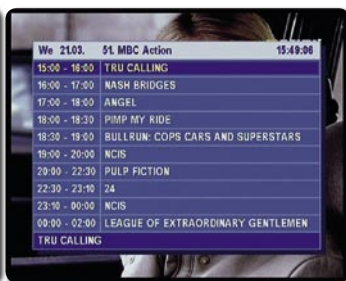 We 21.03. 51. MBC Action 15:49:06
15:00 - 16:00 TRU CALLING
16:00 - 17:00 NASH BRIDGES
17:00 - 18:00 ANGEL
18:00 - 18:30 PIMP MY RIDE
18:30 - 19:00 BULLRUN: COPS CARS AND SUPERSTARS
19:00 - 20:00 NCIS
20:00 - 22:30 PULP FICTION
22:30 - 23:10 24
23:10 - 00:00 NCIS
00:00 - 02:00 LEAGUE OF EXTRAORDINARY GENTLEMEN
TRU CALLING